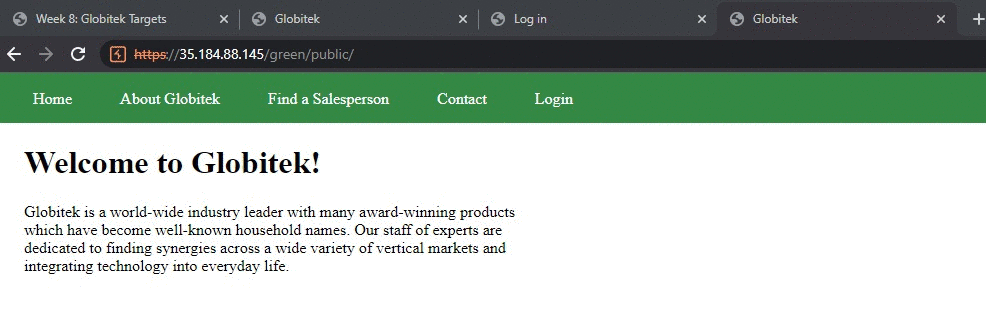 Week 8: Globitek Targets
Globitek
Log in
Globitek
https://35.184.88.145/green/public/
Home About Globitek Find a Salesperson Contact Login
Welcome to Globitek!
Globitek is a world-wide industry leader with many award-winning products
which have become well-known household names. Our staff of experts are
dedicated to finding synergies across a wide variety of vertical markets and
integrating technology into everyday life.